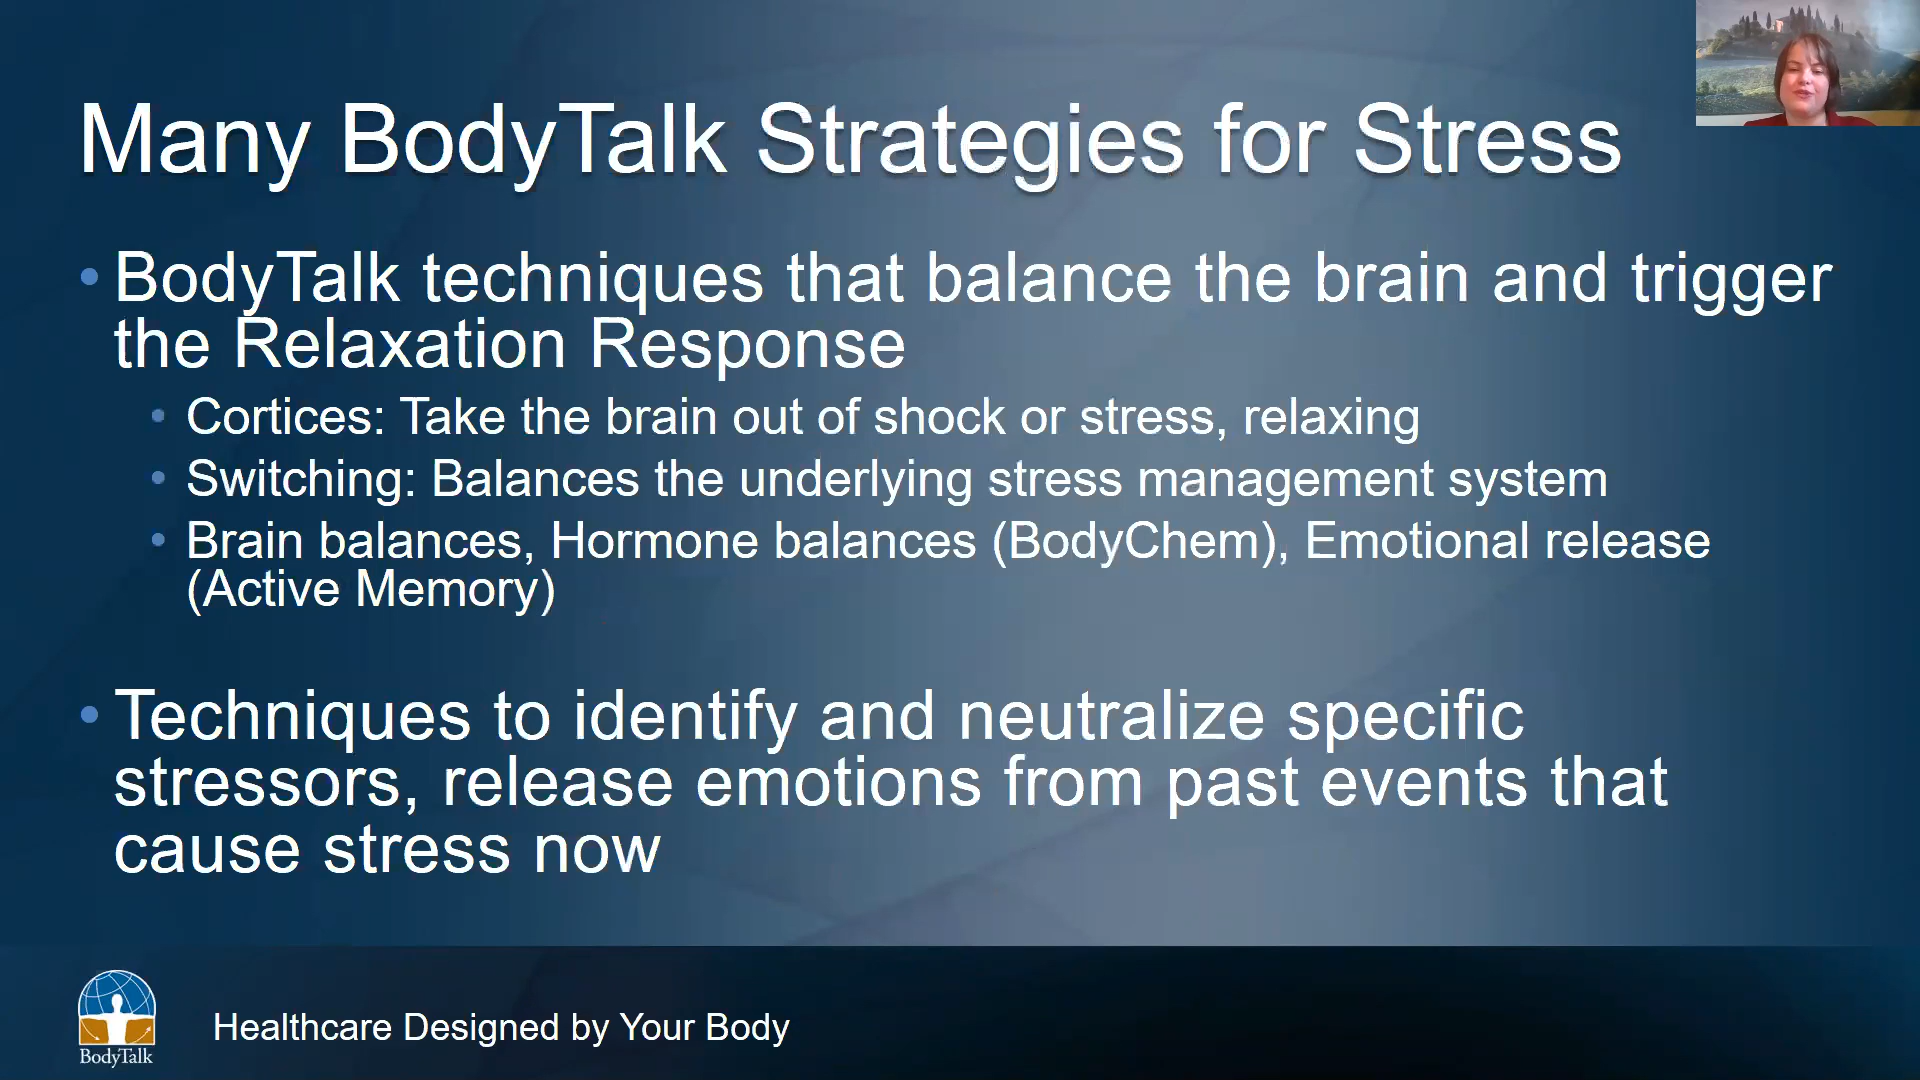 Many BodyTalk Strategies for Stress
• BodyTalk techniques that balance the brain and trigger
the Relaxation Response
• Cortices: Take the brain out of shock or stress, relaxing
• Switching: Balances the underlying stress management system
• Brain balances, Hormone balances (BodyChem), Emotional release
(Active Memory)
• Techniques to identify and neutralize specific
stressors, release emotions from past events that
cause stress now
BodyTalk
Healthcare Designed by Your Body